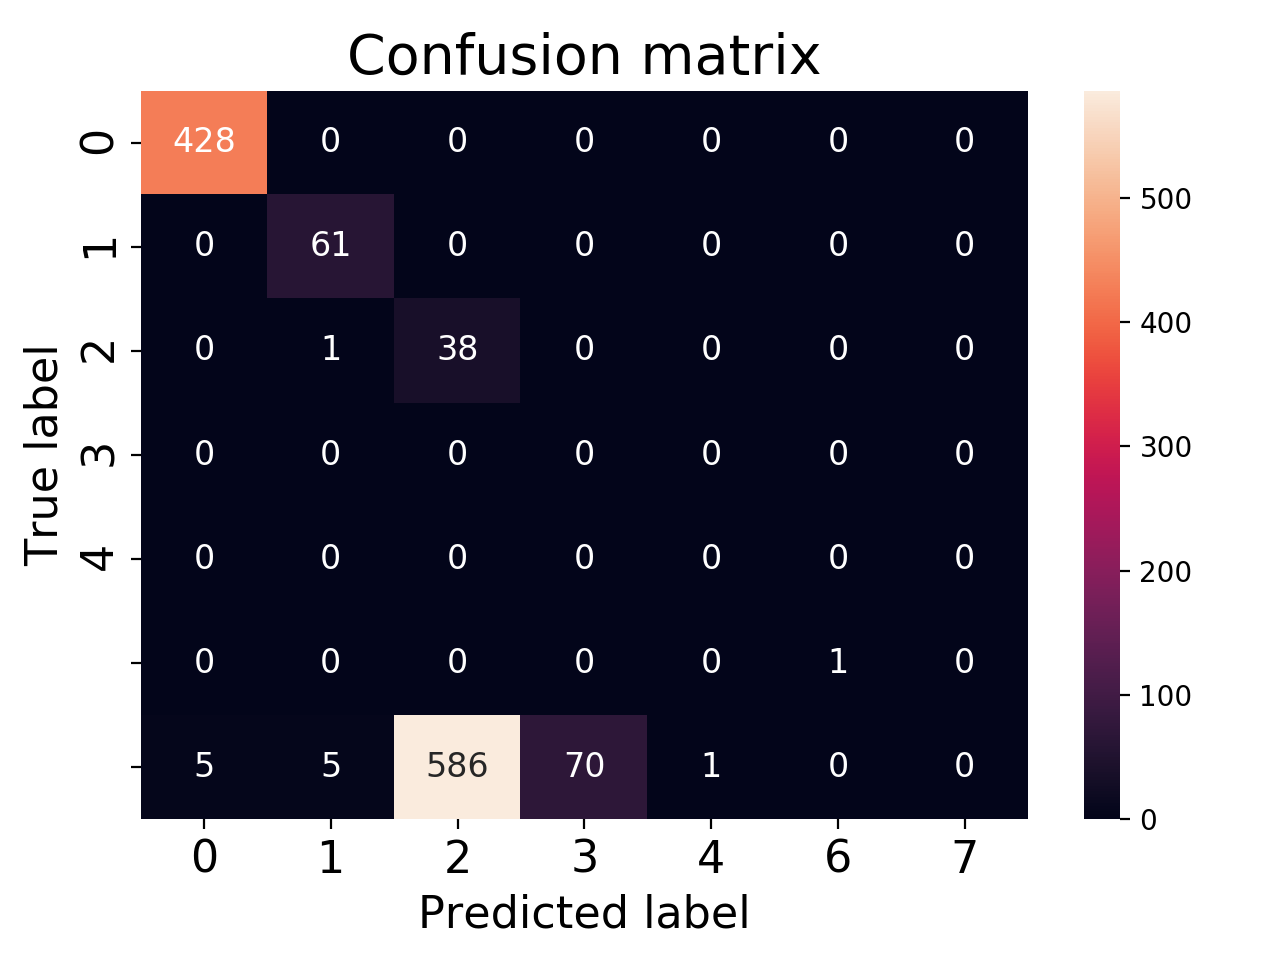 Confusion matrix
0 428 0 0 0 0 0 0
1 0 61 0 0 0 0 0
2 0 1 38 0 0 0 0
3 0 0 0 0 0 0 0
4 0 0 0 0 0 0 0
0 0 0 0 0 1 0
5 5 586 70 1 0 0
0 1 2 3 4 6 7
Predicted label
True label
500
400
300
200
100
0